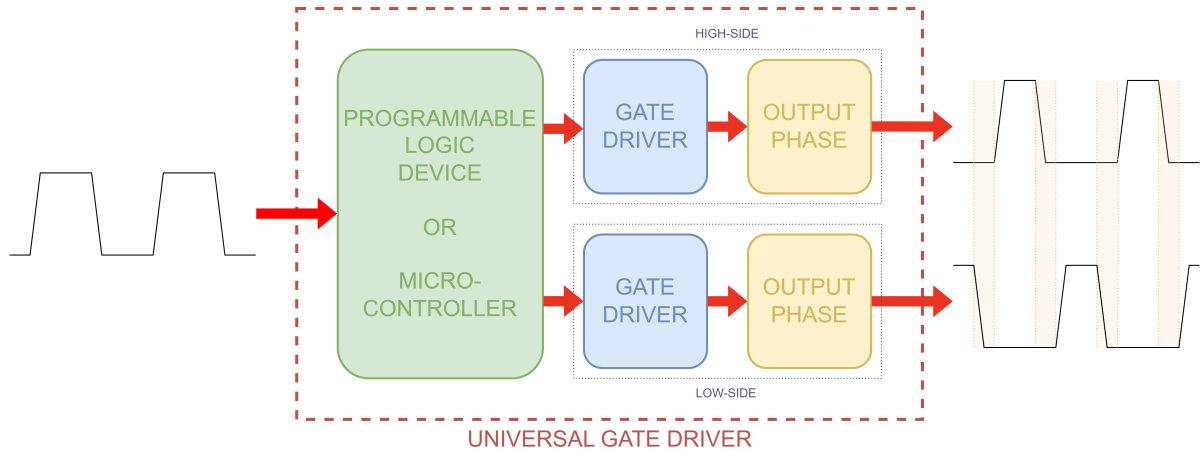 HIGH-SIDE
PROGRAMMABLE
LOGIC
DEVICE
OR
MICRO-
CONTROLLER
GATE
DRIVER
OUTPUT
PHASE
GATE
DRIVER
OUTPUT
PHASE
LOW-SIDE
UNIVERSAL GATE DRIVER